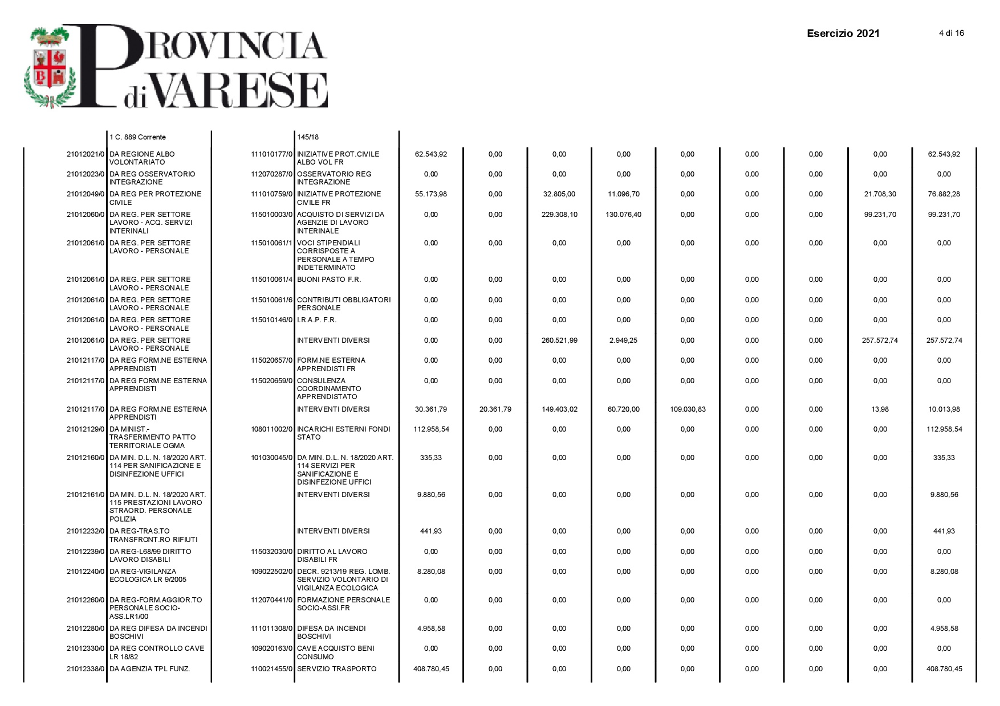 PROVINCIA
di VARESE
B
Esercizio 2021 4 di 16
1 C. 889 Corrente 145/18
21012021/0 DA REGIONE ALBO 111010177/0 INIZIATIVE PROT.CIVILE 62.543,92 0,00 0,00 0,00 0,00 0,00 0,00 0,00 62.543,92
VOLONTARIATO ALBO VOL FR
21012023/0 DA REG OSSERVATORIO 112070287/0 OSSERVATORIO REG 0,00 0,00 0,00 0,00 0,00 0,00 0,00 0,00 0,00
INTEGRAZIONE INTEGRAZIONE
21012049/0 DA REG PER PROTEZIONE 111010759/0 INIZIATIVE PROTEZIONE 55.173,98 0,00 32.805,00 11.096,70 0,00 0,00 0,00 21.708,30 76.882,28
CIVILE CIVILE FR
21012060/0 DA REG. PER SETTORE 115010003/0 ACQUISTO DI SERVIZI DA 0,00 0,00 229.308,10 130.076,40 0,00 0,00 0,00 99.231,70 99.231,70
LAVORO - ACQ. SERVIZI AGENZIE DI LAVORO
INTERINALI INTERINALE
21012061/0 DA REG. PER SETTORE 115010061/1 VOCI STIPENDIALI 0,00 0,00 0,00 0,00 0,00 0,00 0,00 0,00 0,00
LAVORO - PERSONALE CORRISPOSTE A
PERSONALE A TEMPO
INDETERMINATO
21012061/0 DA REG. PER SETTORE 115010061/4 BUONI PASTO F.R. 0,00 0,00 0,00 0,00 0,00 0,00 0,00 0,00 0,00
LAVORO - PERSONALE
21012061/0 DA REG. PER SETTORE 115010061/6 CONTRIBUTI OBBLIGATORI 0,00 0,00 0,00 0,00 0,00 0,00 0,00 0,00 0,00
LAVORO - PERSONALE PERSONALE
21012061/0 DA REG. PER SETTORE 115010146/0 I.R.A.P. F.R. 0,00 0,00 0,00 0,00 0,00 0,00 0,00 0,00 0,00
LAVORO - PERSONALE
21012061/0 DA REG. PER SETTORE INTERVENTI DIVERSI 0,00 0,00 260.521,99 2.949,25 0,00 0,00 0,00 257.572,74 257.572,74
LAVORO - PERSONALE
21012117/0 DA REG FORM.NE ESTERNA 115020657/0 FORM.NE ESTERNA 0,00 0,00 0,00 0,00 0,00 0,00 0,00 0,00 0,00
APPRENDISTI APPRENDISTI FR
21012117/0 DA REG FORM.NE ESTERNA 115020659/0 CONSULENZA 0,00 0,00 0,00 0,00 0,00 0,00 0,00 0,00 0,00
APPRENDISTI COORDINAMENTO
APPRENDISTATO
21012117/0 DA REG FORM.NE ESTERNA INTERVENTI DIVERSI 30.361,79 20.361,79 149.403,02 60.720,00 109.030,83 0,00 0,00 13,98 10.013,98
APPRENDISTI
21012129/0 DA MINIST.- 108011002/0 INCARICHI ESTERNI FONDI 112.958,54 0,00 0,00 0,00 0,00 0,00 0,00 0,00 112.958,54
TRASFERIMENTO PATTO STATO
TERRITORIALE OGMA
21012160/0 DA MIN. D.L. N. 18/2020 ART. 101030045/0 DA MIN. D.L. N. 18/2020 ART. 335,33 0,00 0,00 0,00 0,00 0,00 0,00 0,00 335,33
114 PER SANIFICAZIONE E 114 SERVIZI PER
DISINFEZIONE UFFICI SANIFICAZIONE E
DISINFEZIONE UFFICI
21012161/0 DA MIN. D.L. N. 18/2020 ART. INTERVENTI DIVERSI 9.880,56 0,00 0,00 0,00 0,00 0,00 0,00 0,00 9.880,56
115 PRESTAZIONI LAVORO
STRAORD. PERSONALE
POLIZIA
21012232/0 DA REG-TRAS.TO INTERVENTI DIVERSI 441,93 0,00 0,00 0,00 0,00 0,00 0,00 0,00 441,93
TRANSFRONT.RO RIFIUTI
21012239/0 DA REG-L68/99 DIRITTO 115032030/0 DIRITTO AL LAVORO 0,00 0,00 0,00 0,00 0,00 0,00 0,00 0,00 0,00
LAVORO DISABILI DISABILI FR
21012240/0 DA REG-VIGILANZA 109022502/0 DECR. 9213/19 REG. LOMB. 8.280,08 0,00 0,00 0,00 0,00 0,00 0,00 0,00 8.280,08
ECOLOGICA LR 9/2005 SERVIZIO VOLONTARIO DI
VIGILANZA ECOLOGICA
21012260/0 DA REG-FORM.AGGIOR.TO 112070441/0 FORMAZIONE PERSONALE 0,00 0,00 0,00 0,00 0,00 0,00 0,00 0,00 0,00
PERSONALE SOCIO- SOCIO-ASSI.FR
ASS.LR1/00
21012280/0 DA REG DIFESA DA INCENDI 111011308/0 DIFESA DA INCENDI 4.958,58 0,00 0,00 0,00 0,00 0,00 0,00 0,00 4.958,58
BOSCHIVI BOSCHIVI
21012330/0 DA REG CONTROLLO CAVE 109020163/0 CAVE ACQUISTO BENI 0,00 0,00 0,00 0,00 0,00 0,00 0,00 0,00 0,00
LR 18/82 CONSUMO
21012338/0 DA AGENZIA TPL FUNZ. 110021455/0 SERVIZIO TRASPORTO 408.780,45 0,00 0,00 0,00 0,00 0,00 0,00 0,00 408.780,45